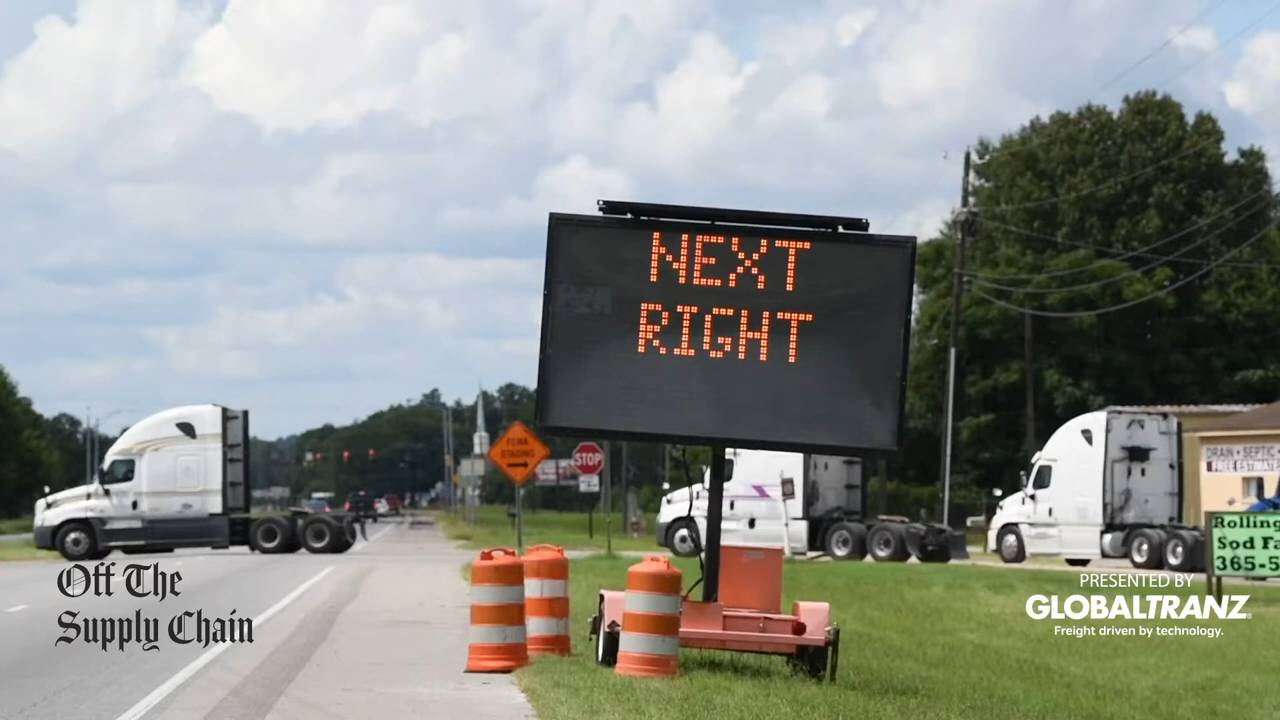 NEXT
RIGHT
FEMA
STAGING
STOP
DRAIN · SEPTIC
FREE ESTIMATE
Rolling
Sod Fa
365-5
Off The
Supply Chain
PRESENTED BY
GLOBALTRANZ
Freight driven by technology.